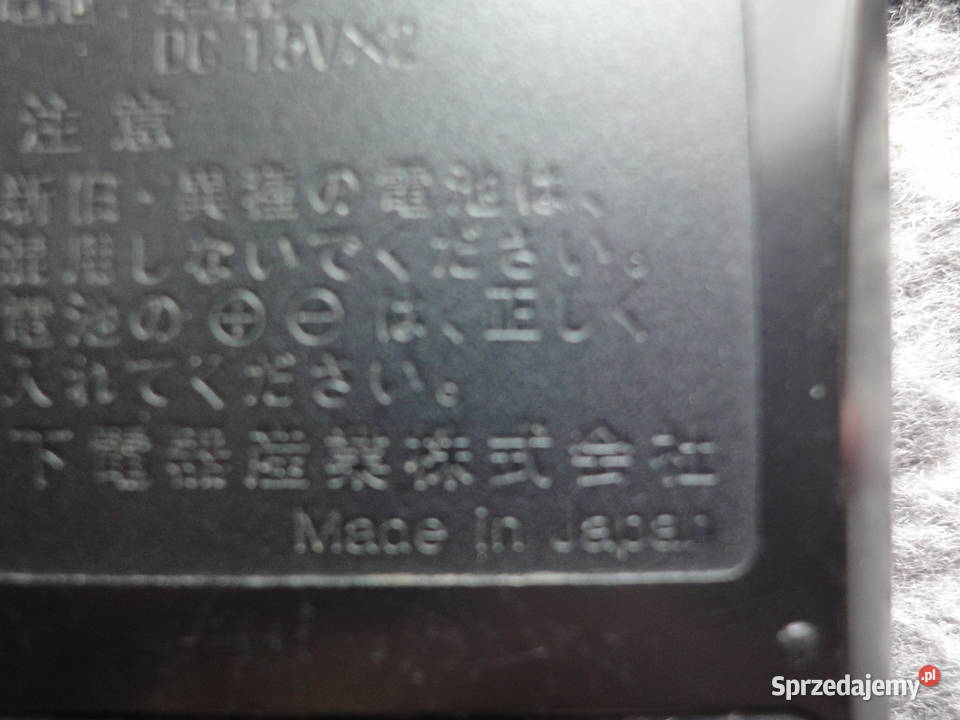 DC 1.5V×2
注意
新旧・異種の電池は、
混用しないでください。
電池の⊕⊖は、正しく
入れてください。
下電器産業株式会社
Made in Japan
Sprzedajemy.pl